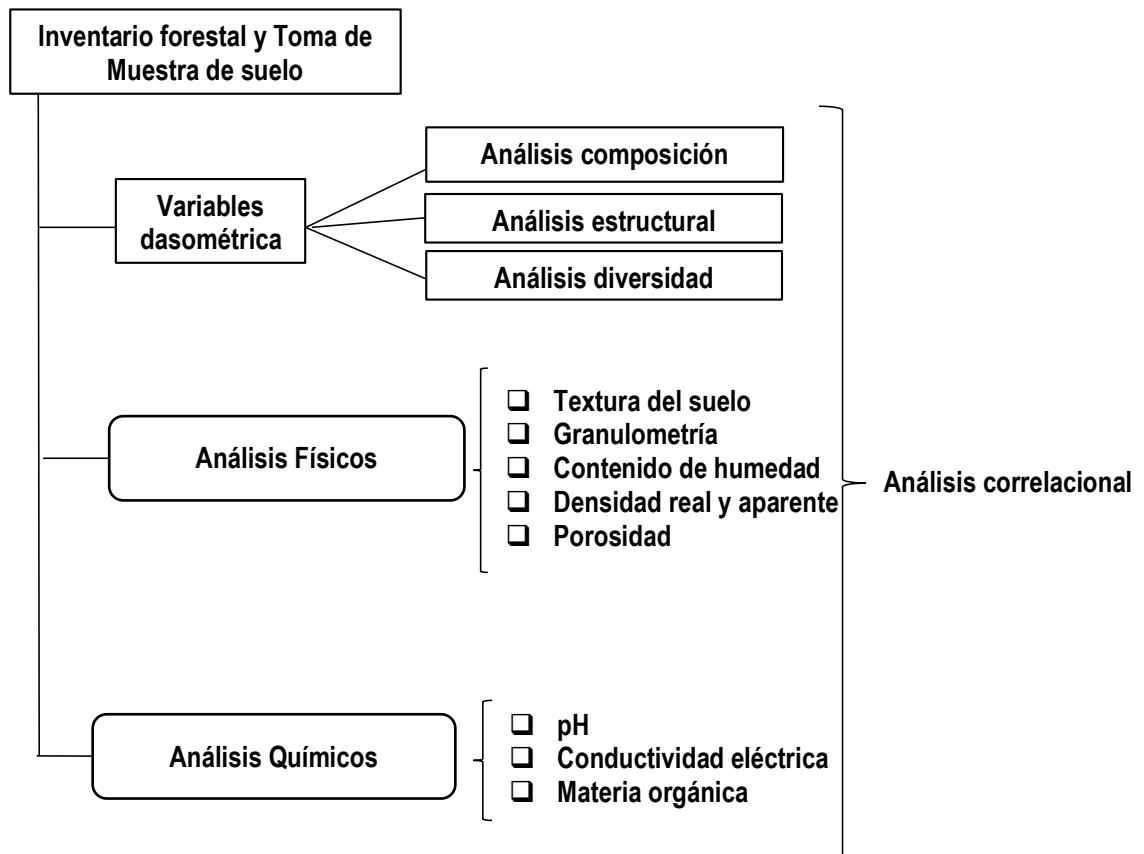 Inventario forestal y Toma de
Muestra de suelo
Variables
dasométrica
Análisis composición
Análisis estructural
Análisis diversidad
Análisis Físicos
❑ Textura del suelo
❑ Granulometría
❑ Contenido de humedad
❑ Densidad real y aparente
❑ Porosidad
Análisis Químicos
❑ pH
❑ Conductividad eléctrica
❑ Materia orgánica
Análisis correlacional